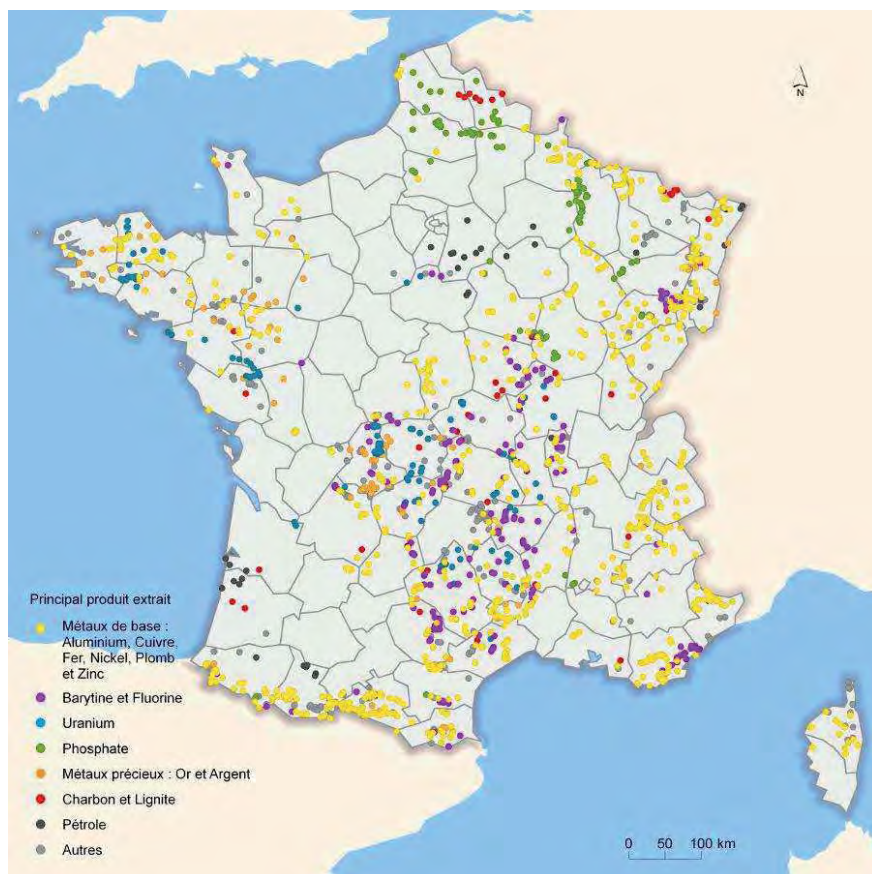 N
Principal produit extrait
Métaux de base :
Aluminium, Cuivre,
Fer, Nickel, Plomb
et Zinc
Barytine et Fluorine
Uranium
Phosphate
Métaux précieux : Or et Argent
Charbon et Lignite
Pétrole
Autres
0 50 100 km